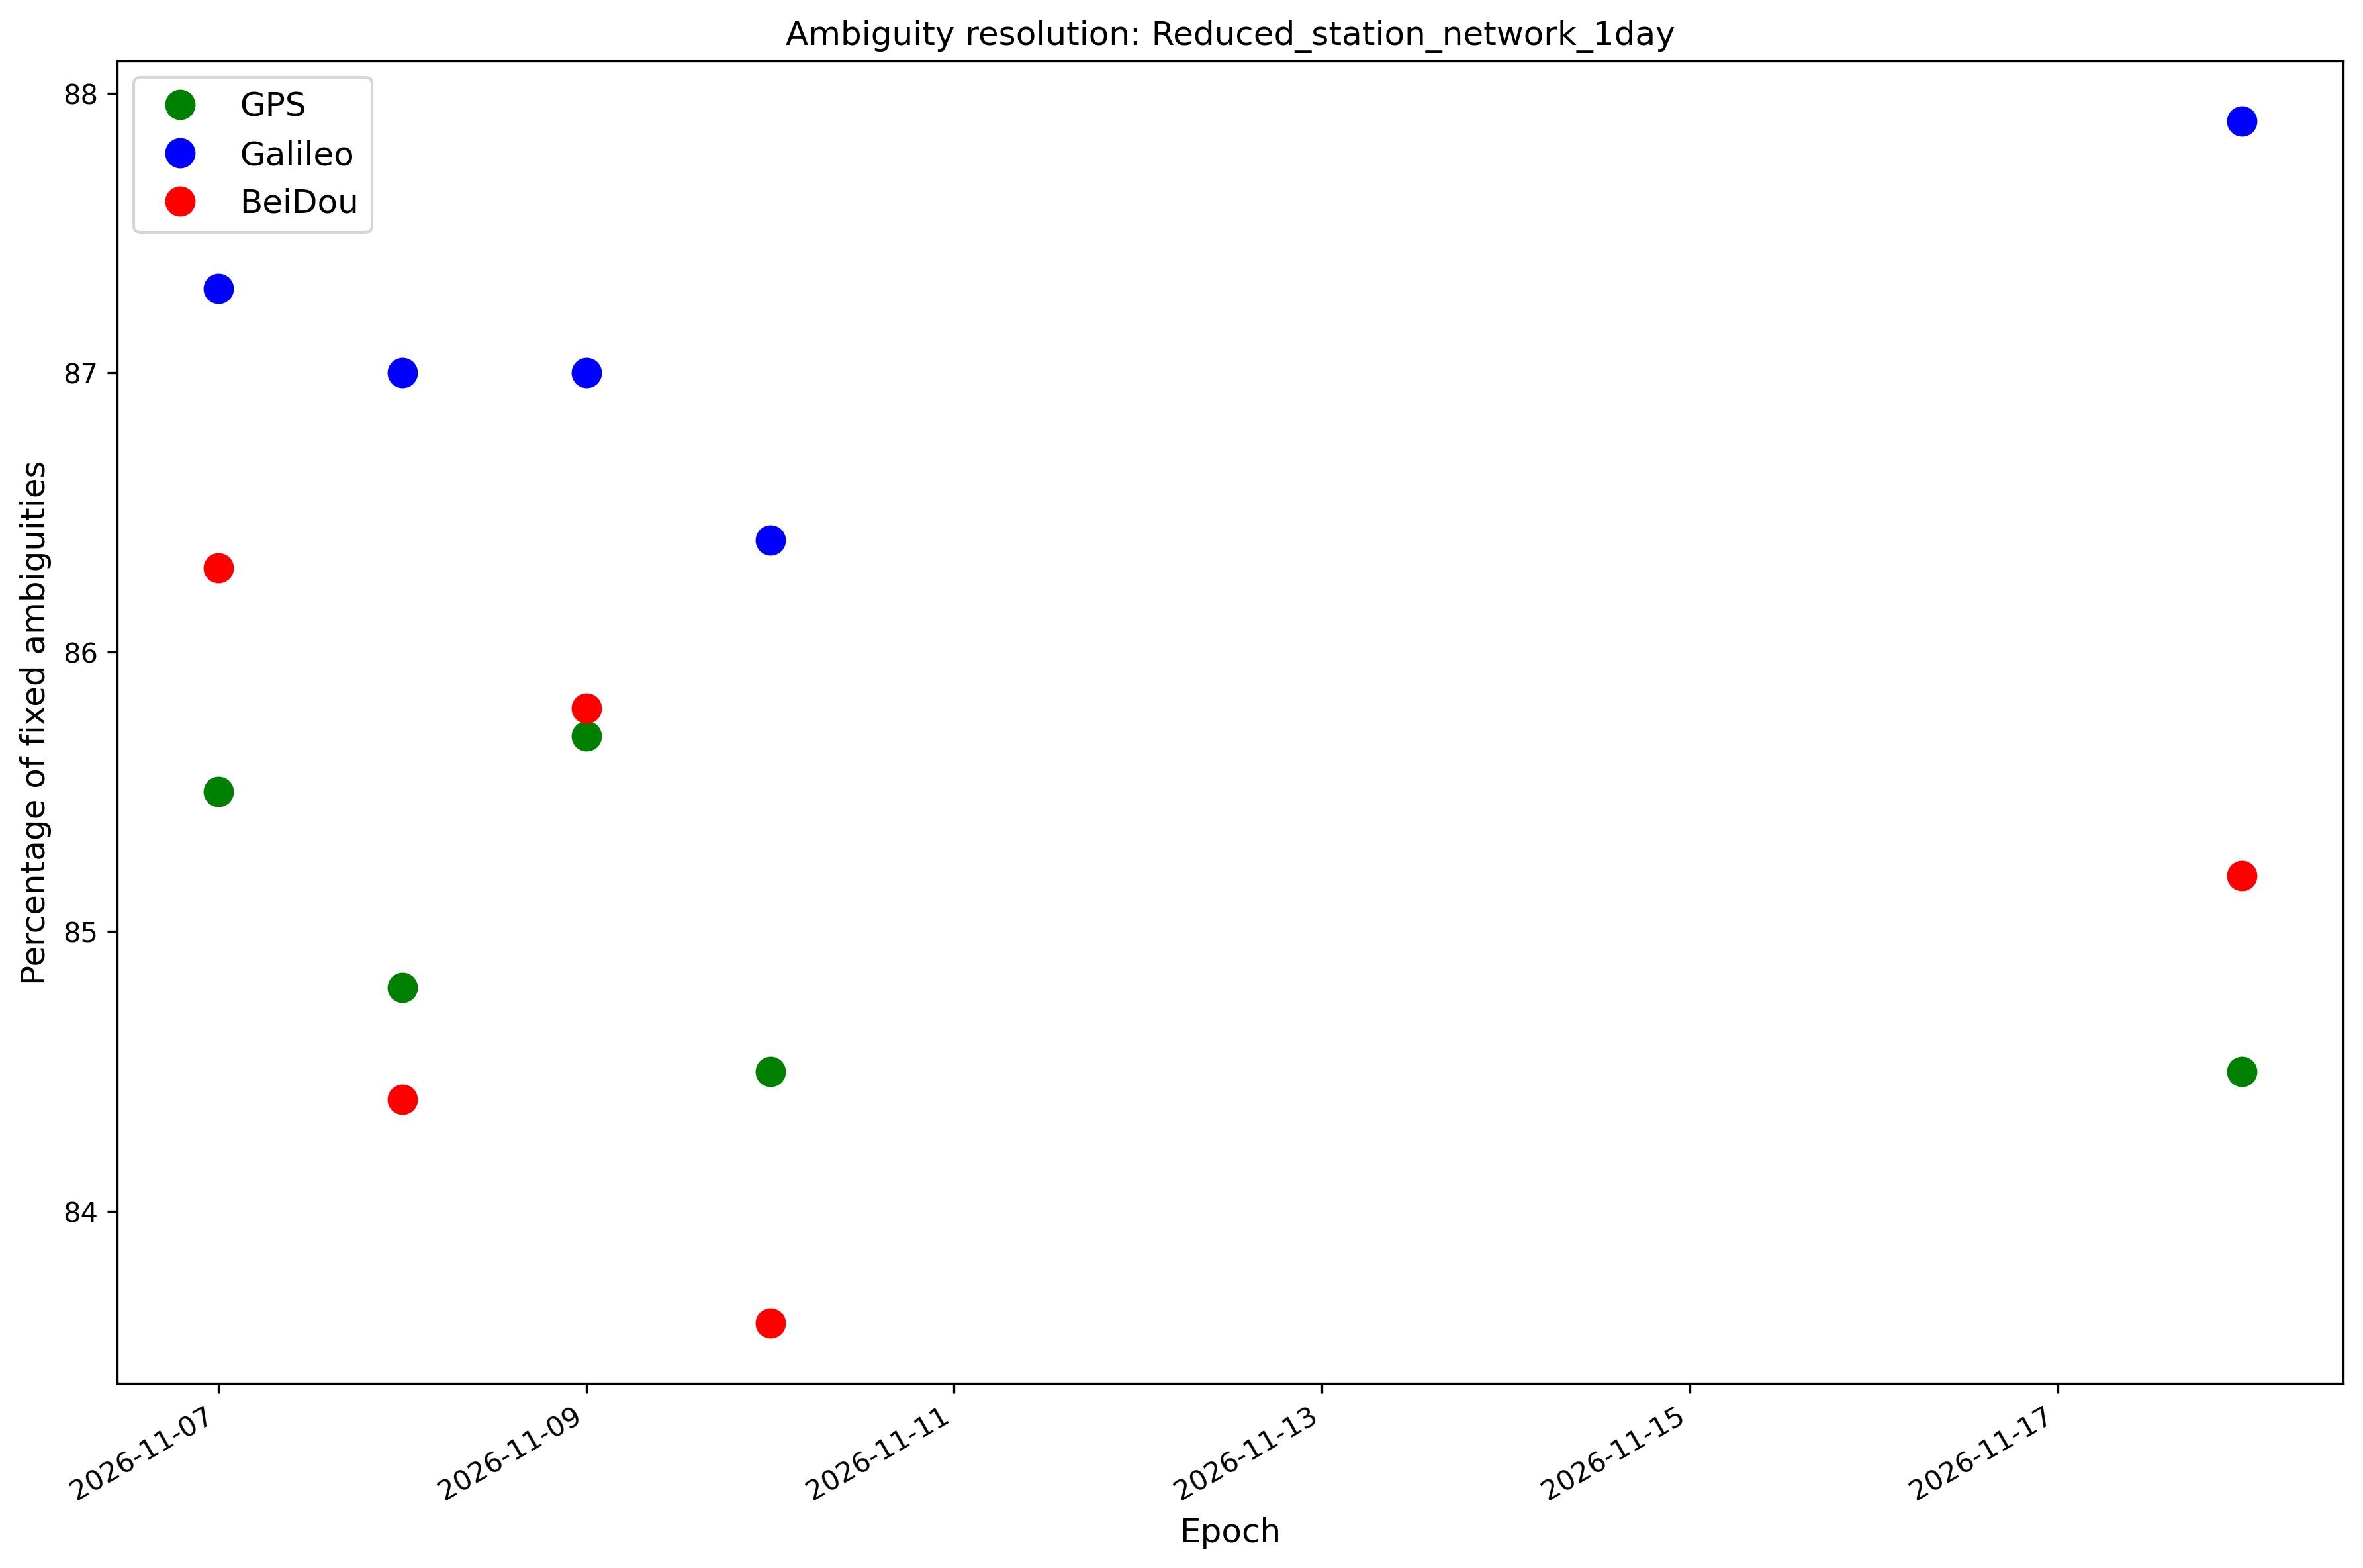 Ambiguity resolution: Reduced_station_network_1day
GPS
Galileo
BeiDou
88
87
86
85
84
Percentage of fixed ambiguities
2026-11-07
2026-11-09
2026-11-11
2026-11-13
2026-11-15
2026-11-17
Epoch